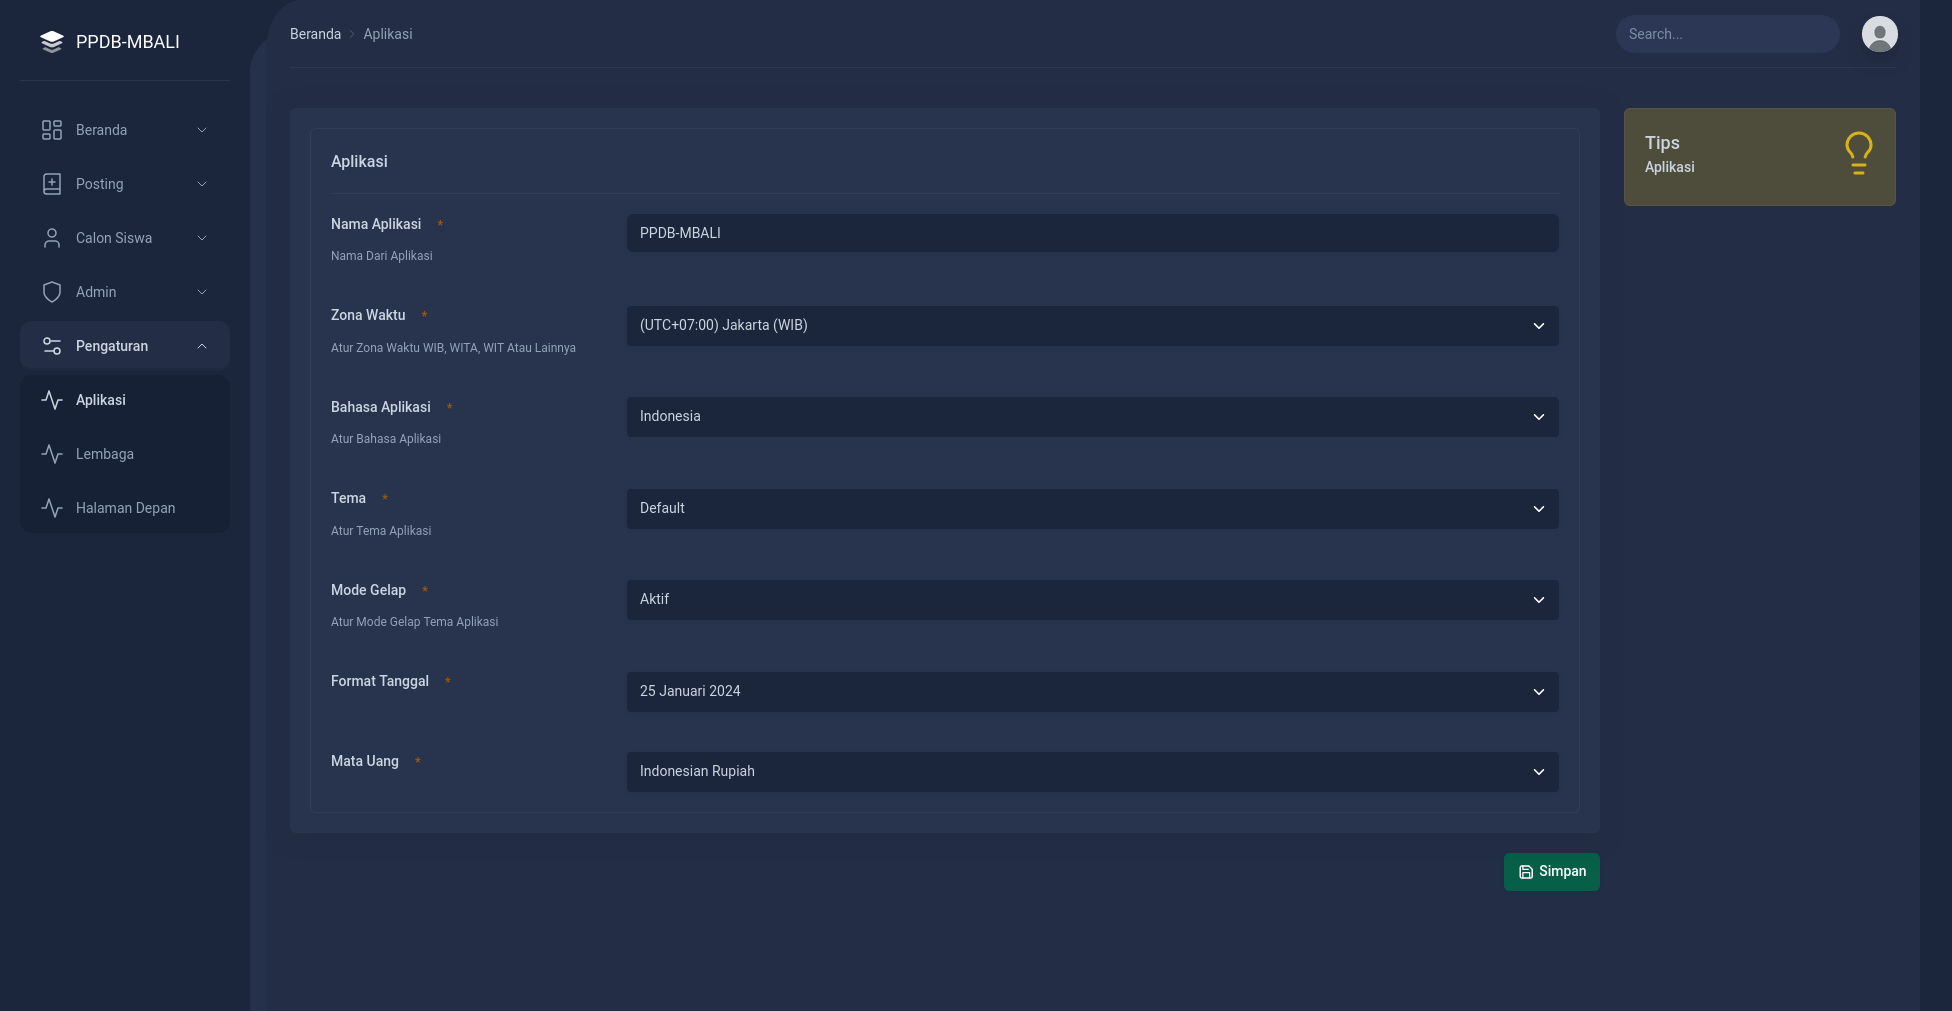 PPDB-MBALI
Beranda
Posting
Calon Siswa
Admin
Pengaturan
Aplikasi
Lembaga
Halaman Depan
Beranda Aplikasi
Search...
Aplikasi
Nama Aplikasi *
Nama Dari Aplikasi
PPDB-MBALI
Zona Waktu *
Atur Zona Waktu WIB, WITA, WIT Atau Lainnya
(UTC+07:00) Jakarta (WIB)
Bahasa Aplikasi *
Atur Bahasa Aplikasi
Indonesia
Tema *
Atur Tema Aplikasi
Default
Mode Gelap *
Atur Mode Gelap Tema Aplikasi
Aktif
Format Tanggal *
25 Januari 2024
Mata Uang *
Indonesian Rupiah
Simpan
Tips
Aplikasi